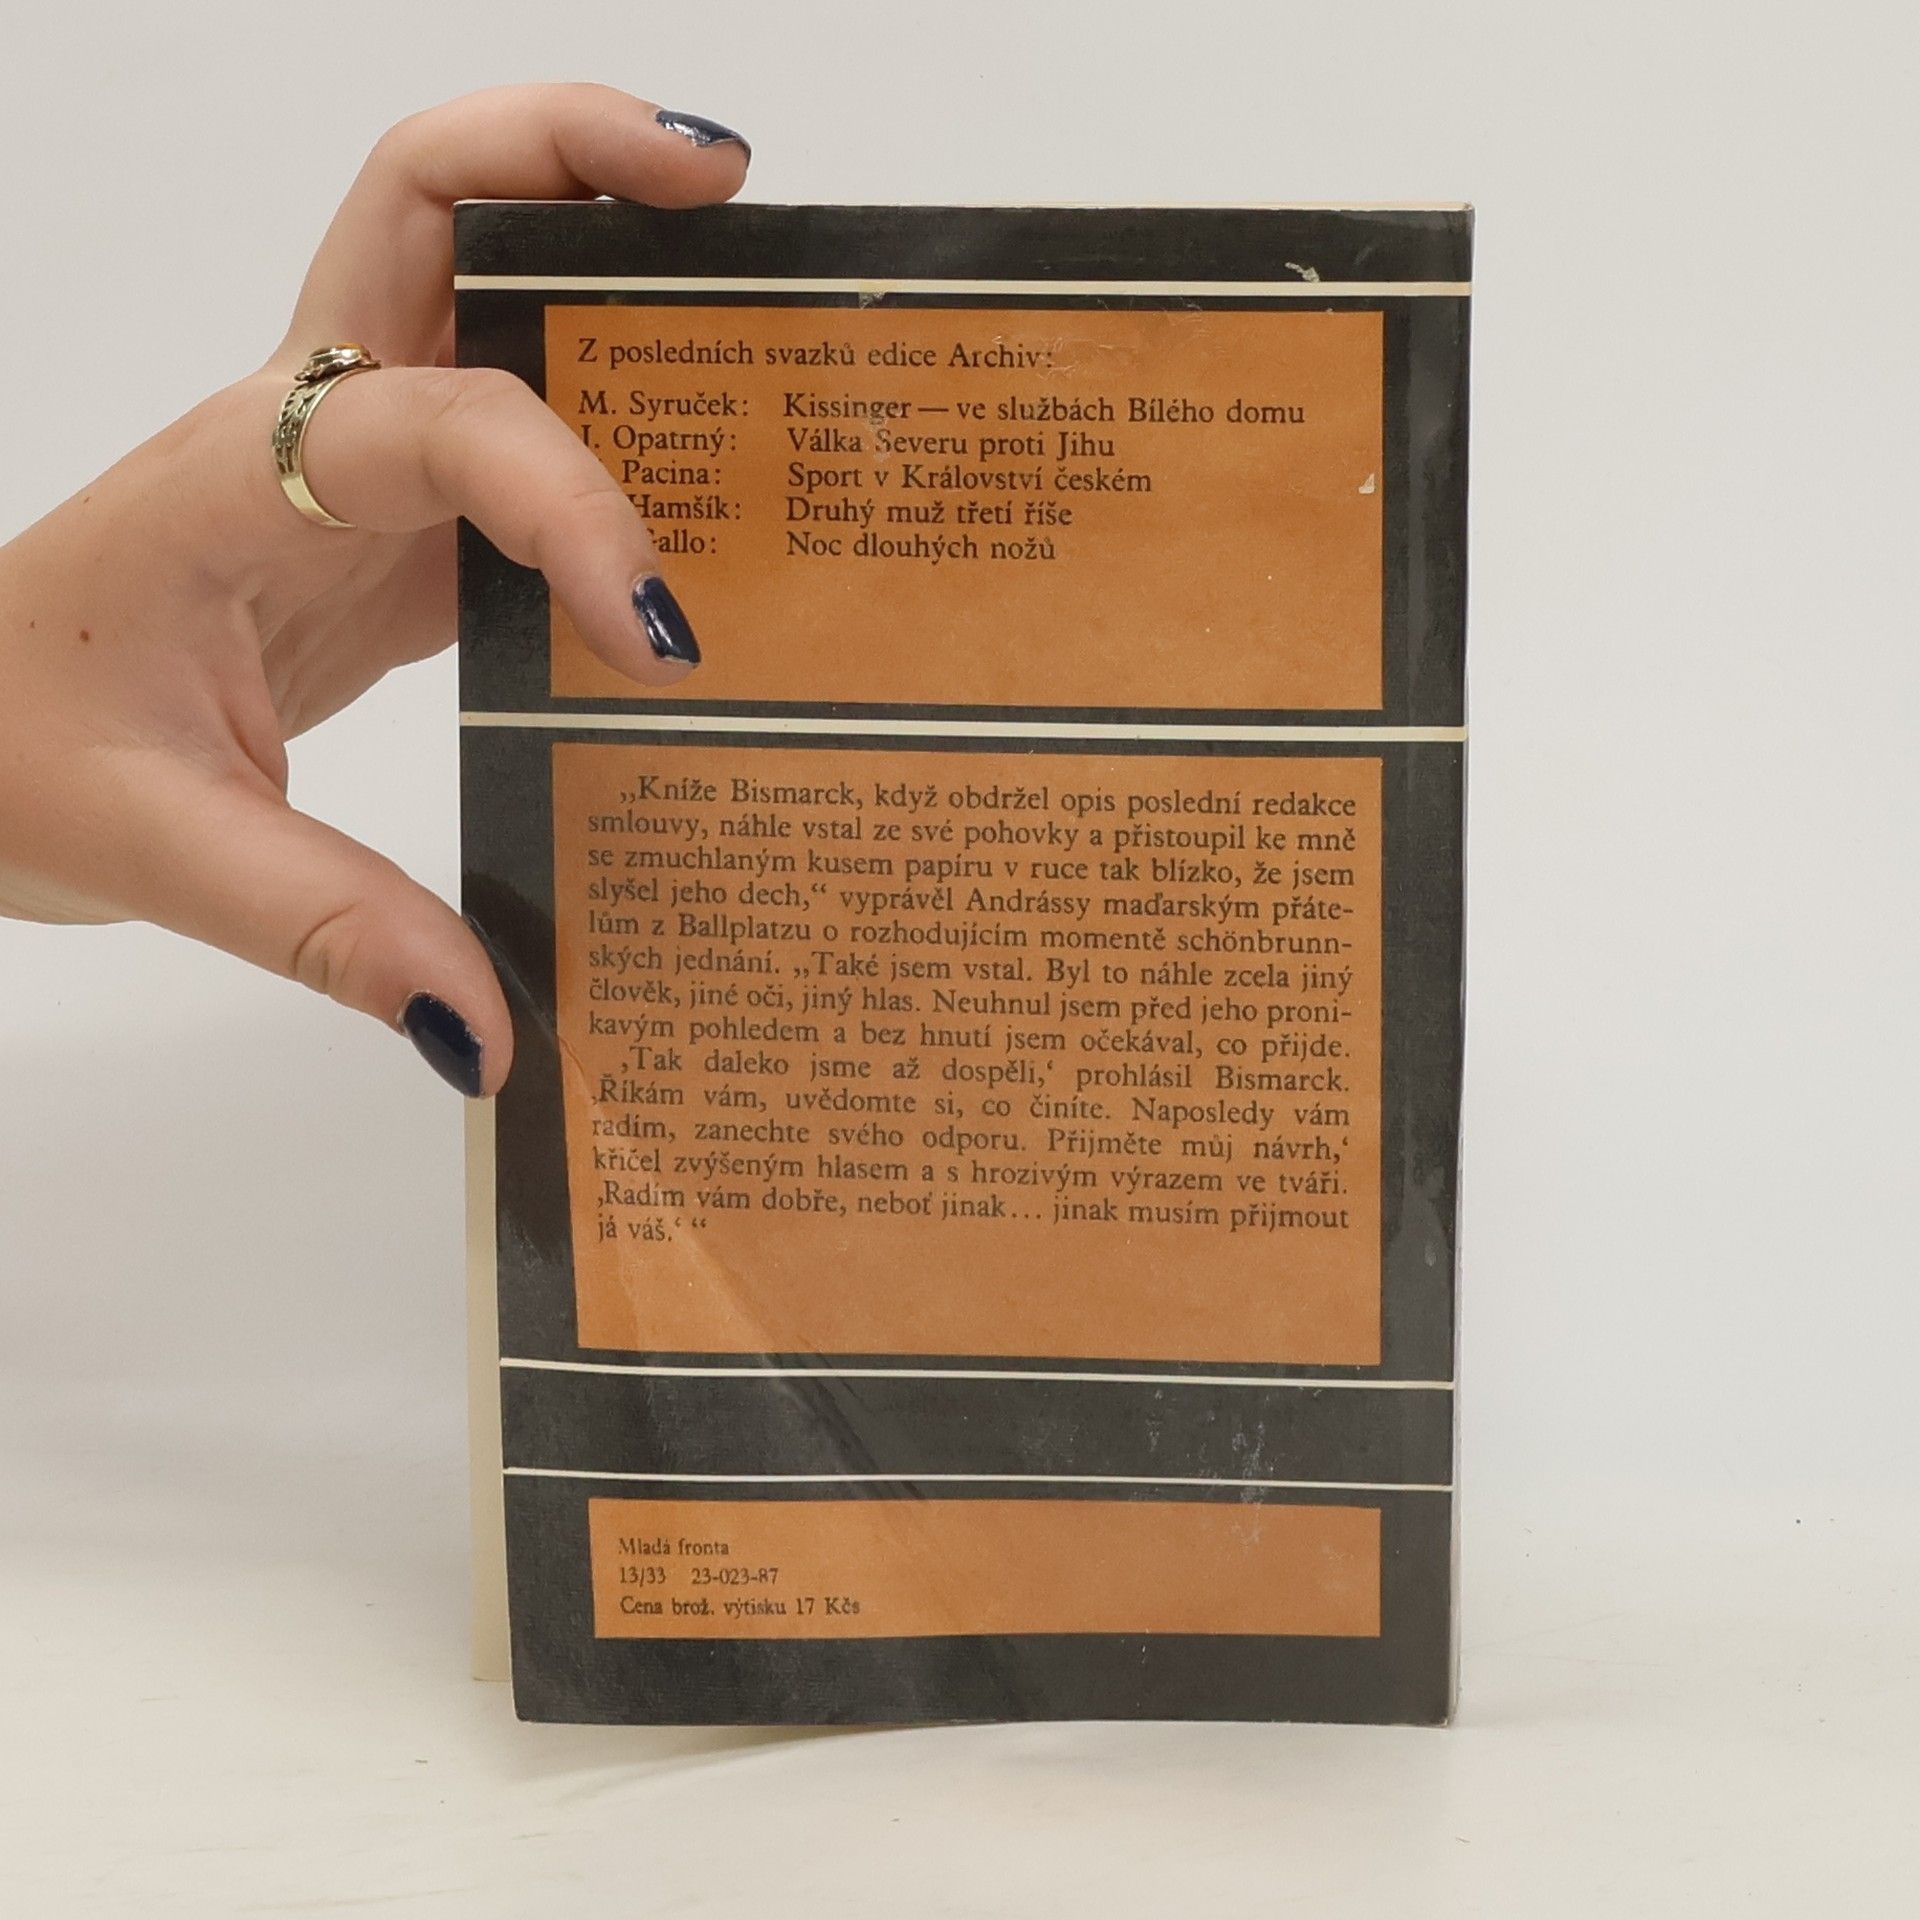 Z posledních svazků edice Archiv:
M. Syruček: Kissinger — ve službách Bílého domu
J. Opatrný: Válka Severu proti Jihu
Pacina: Sport v Království českém
Hamšík: Druhý muž třetí říše
Gallo: Noc dlouhých nožů
„Kníže Bismarck, když obdržel opis poslední redakce
smlouvy, náhle vstal ze své pohovky a přistoupil ke mně
se zmuchlaným kusem papíru v ruce tak blízko, že jsem
slyšel jeho dech,“ vyprávěl Andrássy maďarským přáte-
lům z Ballplatzu o rozhodujícím momentě schönbrunn-
ských jednání. „Také jsem vstal. Byl to náhle zcela jiný
člověk, jiné oči, jiný hlas. Neuhnul jsem před jeho proni-
kavým pohledem a bez hnutí jsem očekával, co přijde.
‚Tak daleko jsme až dospěli,‘ prohlásil Bismarck.
‚Říkám vám, uvědomte si, co činíte. Naposledy vám
radím, zanechte svého odporu. Přijměte můj návrh,‘
křičel zvýšeným hlasem a s hrozivým výrazem ve tváři.
‚Radím vám dobře, neboť jinak... jinak musím přijmout
já váš.‘ “
Mladá fronta
13/33 23-023-87
Cena brož. výtisku 17 Kčs